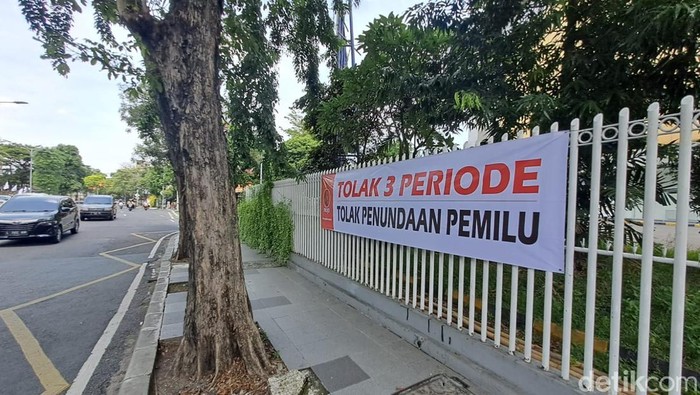 TOLAK 3 PERIODE
TOLAK PENUNDAAN PEMILU
detikcom